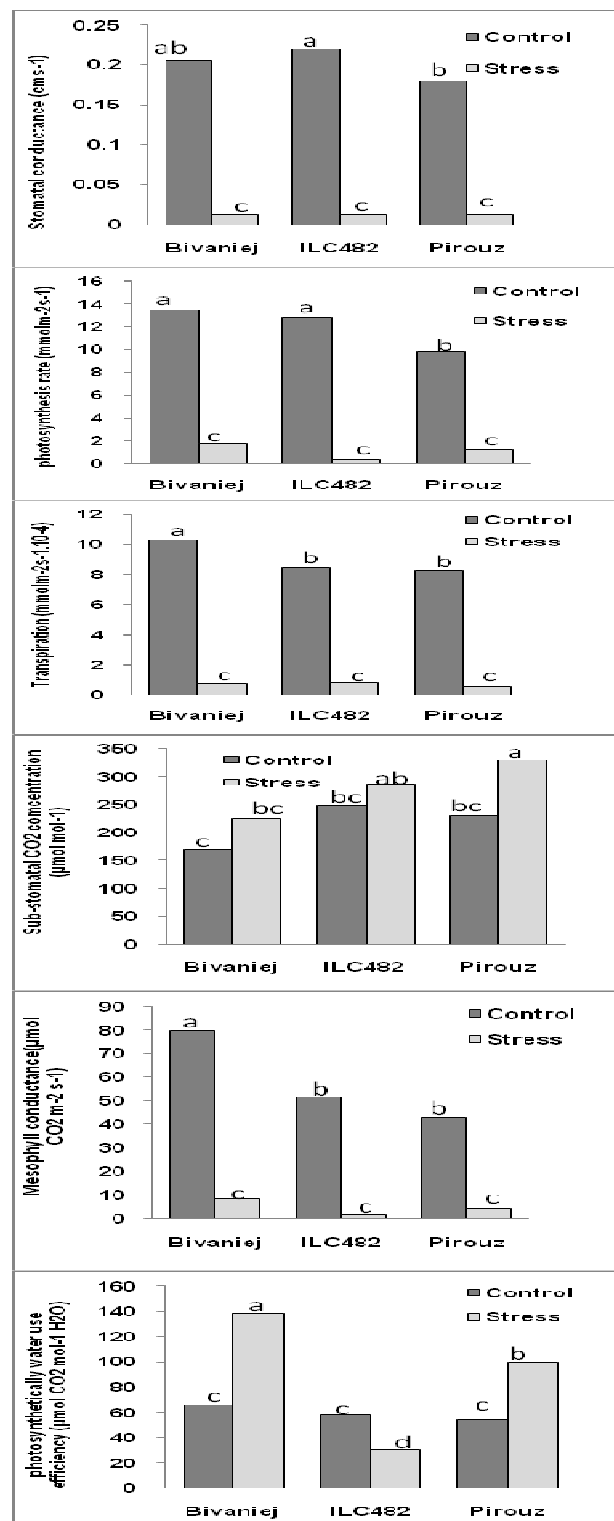 Stomatal conductance (cms-1)
0.25
0.2
0.15
0.1
0.05
0
Control
Stress
ab
c
a
c
b
c
Bivaniej ILC482 Pirouz
photosynthesis rate (mmolm-2s-1)
16
14
12
10
8
6
4
2
0
Control
Stress
a
c
a
c
b
c
Bivaniej ILC482 Pirouz
Transpiration (mmolm-2s-1.10-4)
12
10
8
6
4
2
0
Control
Stress
a
c
b
c
b
c
Bivaniej ILC482 Pirouz
Sub-stomatal CO2 comcentration
(µmol mol-1)
350
300
250
200
150
100
50
0
Control
Stress
c
bc
bc
ab
bc
a
Bivaniej ILC482 Pirouz
Mesophyll conductance(µmol
CO2 m-2 s-1)
90
80
70
60
50
40
30
20
10
0
Control
Stress
a
c
b
c
b
c
Bivaniej ILC482 Pirouz
photosynthetically water use
efficiency (µmol CO2 mol-1 H2O)
160
140
120
100
80
60
40
20
0
Control
Stress
c
a
c
d
c
b
Bivaniej ILC482 Pirouz